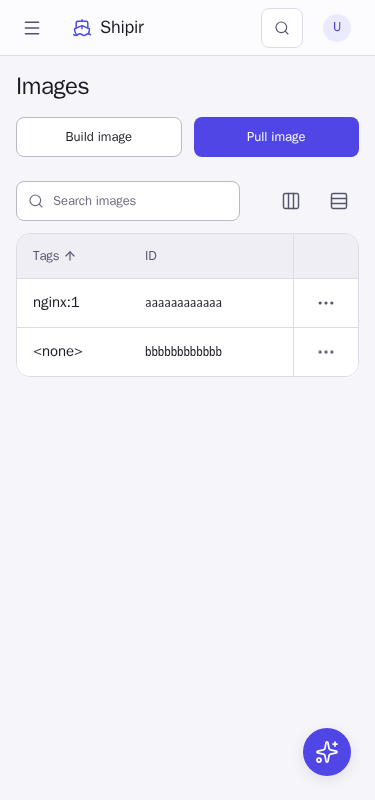 Shipir
U
Images
Build image
Pull image
Search images
Tags
ID
nginx:1
aaaaaaaaaaaa
<none>
bbbbbbbbbbbb